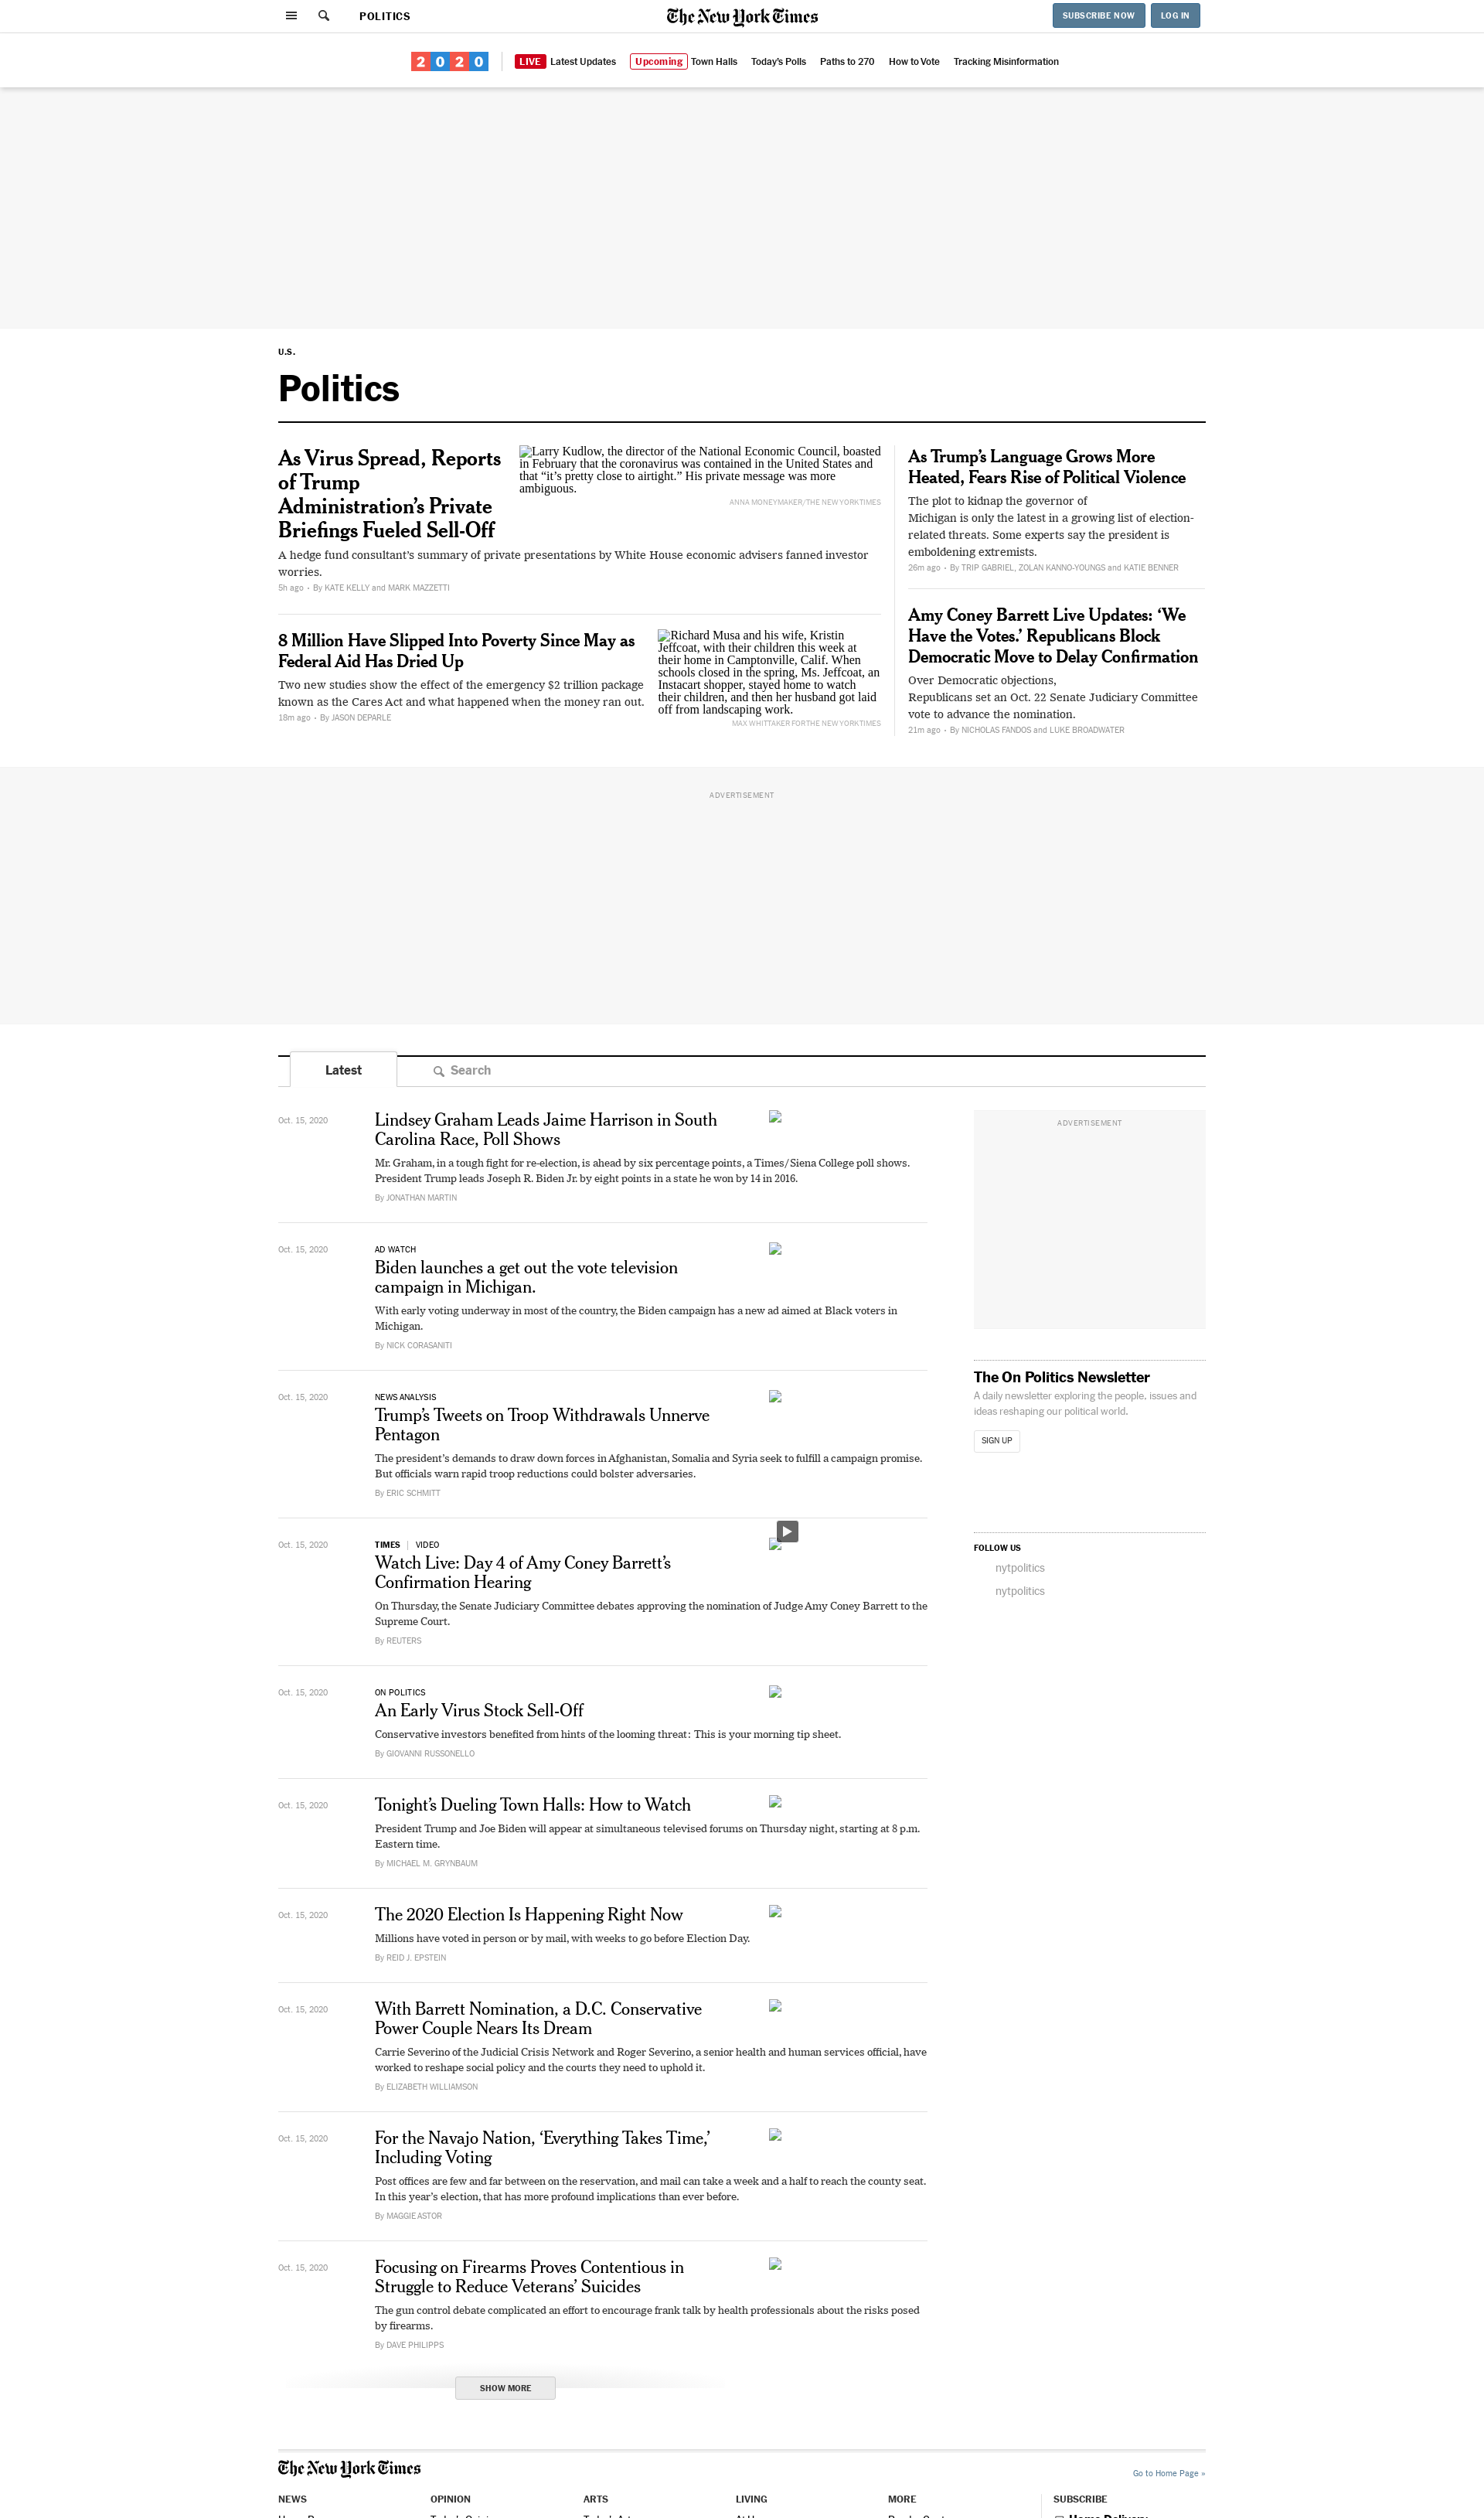 POLITICS
The New York Times
SUBSCRIBE NOW
LOG IN
2020
LIVE Latest Updates
Upcoming Town Halls
Today's Polls
Paths to 270
How to Vote
Tracking Misinformation
U.S.
Politics
As Virus Spread, Reports
of Trump
Administration's Private
Briefings Fueled Sell-Off
Larry Kudlow, the director of the National Economic Council, boasted
in February that the coronavirus was contained in the United States and
that “it's pretty close to airtight.” His private message was more
ambiguous.
ANNA MONEYMAKER/THE NEW YORK TIMES
A hedge fund consultant's summary of private presentations by White House economic advisers fanned investor
worries.
5h ago • By KATE KELLY and MARK MAZZETTI
8 Million Have Slipped Into Poverty Since May as
Federal Aid Has Dried Up
Two new studies show the effect of the emergency $2 trillion package
known as the Cares Act and what happened when the money ran out.
18m ago • By JASON DEPARLE
Richard Musa and his wife, Kristin
Jeffcoat, with their children this week at
their home in Camptonville, Calif. When
schools closed in the spring, Ms. Jeffcoat, an
Instacart shopper, stayed home to watch
their children, and then her husband got laid
off from landscaping work.
MAX WHITTAKER FOR THE NEW YORK TIMES
As Trump's Language Grows More
Heated, Fears Rise of Political Violence
The plot to kidnap the governor of
Michigan is only the latest in a growing list of election-
related threats. Some experts say the president is
emboldening extremists.
26m ago • By TRIP GABRIEL, ZOLAN KANNO-YOUNGS and KATIE BENNER
Amy Coney Barrett Live Updates: ‘We
Have the Votes.’ Republicans Block
Democratic Move to Delay Confirmation
Over Democratic objections,
Republicans set an Oct. 22 Senate Judiciary Committee
vote to advance the nomination.
21m ago • By NICHOLAS FANDOS and LUKE BROADWATER
ADVERTISEMENT
Latest
Search
Oct. 15, 2020
Lindsey Graham Leads Jaime Harrison in South
Carolina Race, Poll Shows
Mr. Graham, in a tough fight for re-election, is ahead by six percentage points, a Times/Siena College poll shows.
President Trump leads Joseph R. Biden Jr. by eight points in a state he won by 14 in 2016.
By JONATHAN MARTIN
Oct. 15, 2020
AD WATCH
Biden launches a get out the vote television
campaign in Michigan.
With early voting underway in most of the country, the Biden campaign has a new ad aimed at Black voters in
Michigan.
By NICK CORASANITI
Oct. 15, 2020
NEWS ANALYSIS
Trump's Tweets on Troop Withdrawals Unnerve
Pentagon
The president's demands to draw down forces in Afghanistan, Somalia and Syria seek to fulfill a campaign promise.
But officials warn rapid troop reductions could bolster adversaries.
By ERIC SCHMITT
Oct. 15, 2020
TIMES | VIDEO
Watch Live: Day 4 of Amy Coney Barrett's
Confirmation Hearing
On Thursday, the Senate Judiciary Committee debates approving the nomination of Judge Amy Coney Barrett to the
Supreme Court.
By REUTERS
Oct. 15, 2020
ON POLITICS
An Early Virus Stock Sell-Off
Conservative investors benefited from hints of the looming threat: This is your morning tip sheet.
By GIOVANNI RUSSONELLO
Oct. 15, 2020
Tonight's Dueling Town Halls: How to Watch
President Trump and Joe Biden will appear at simultaneous televised forums on Thursday night, starting at 8 p.m.
Eastern time.
By MICHAEL M. GRYNBAUM
Oct. 15, 2020
The 2020 Election Is Happening Right Now
Millions have voted in person or by mail, with weeks to go before Election Day.
By REID J. EPSTEIN
Oct. 15, 2020
With Barrett Nomination, a D.C. Conservative
Power Couple Nears Its Dream
Carrie Severino of the Judicial Crisis Network and Roger Severino, a senior health and human services official, have
worked to reshape social policy and the courts they need to uphold it.
By ELIZABETH WILLIAMSON
Oct. 15, 2020
For the Navajo Nation, ‘Everything Takes Time,’
Including Voting
Post offices are few and far between on the reservation, and mail can take a week and a half to reach the county seat.
In this year's election, that has more profound implications than ever before.
By MAGGIE ASTOR
Oct. 15, 2020
Focusing on Firearms Proves Contentious in
Struggle to Reduce Veterans' Suicides
The gun control debate complicated an effort to encourage frank talk by health professionals about the risks posed
by firearms.
By DAVE PHILIPPS
SHOW MORE
ADVERTISEMENT
The On Politics Newsletter
A daily newsletter exploring the people, issues and
ideas reshaping our political world.
SIGN UP
FOLLOW US
nytpolitics
nytpolitics
The New York Times
Go to Home Page »
NEWS
OPINION
ARTS
LIVING
MORE
SUBSCRIBE